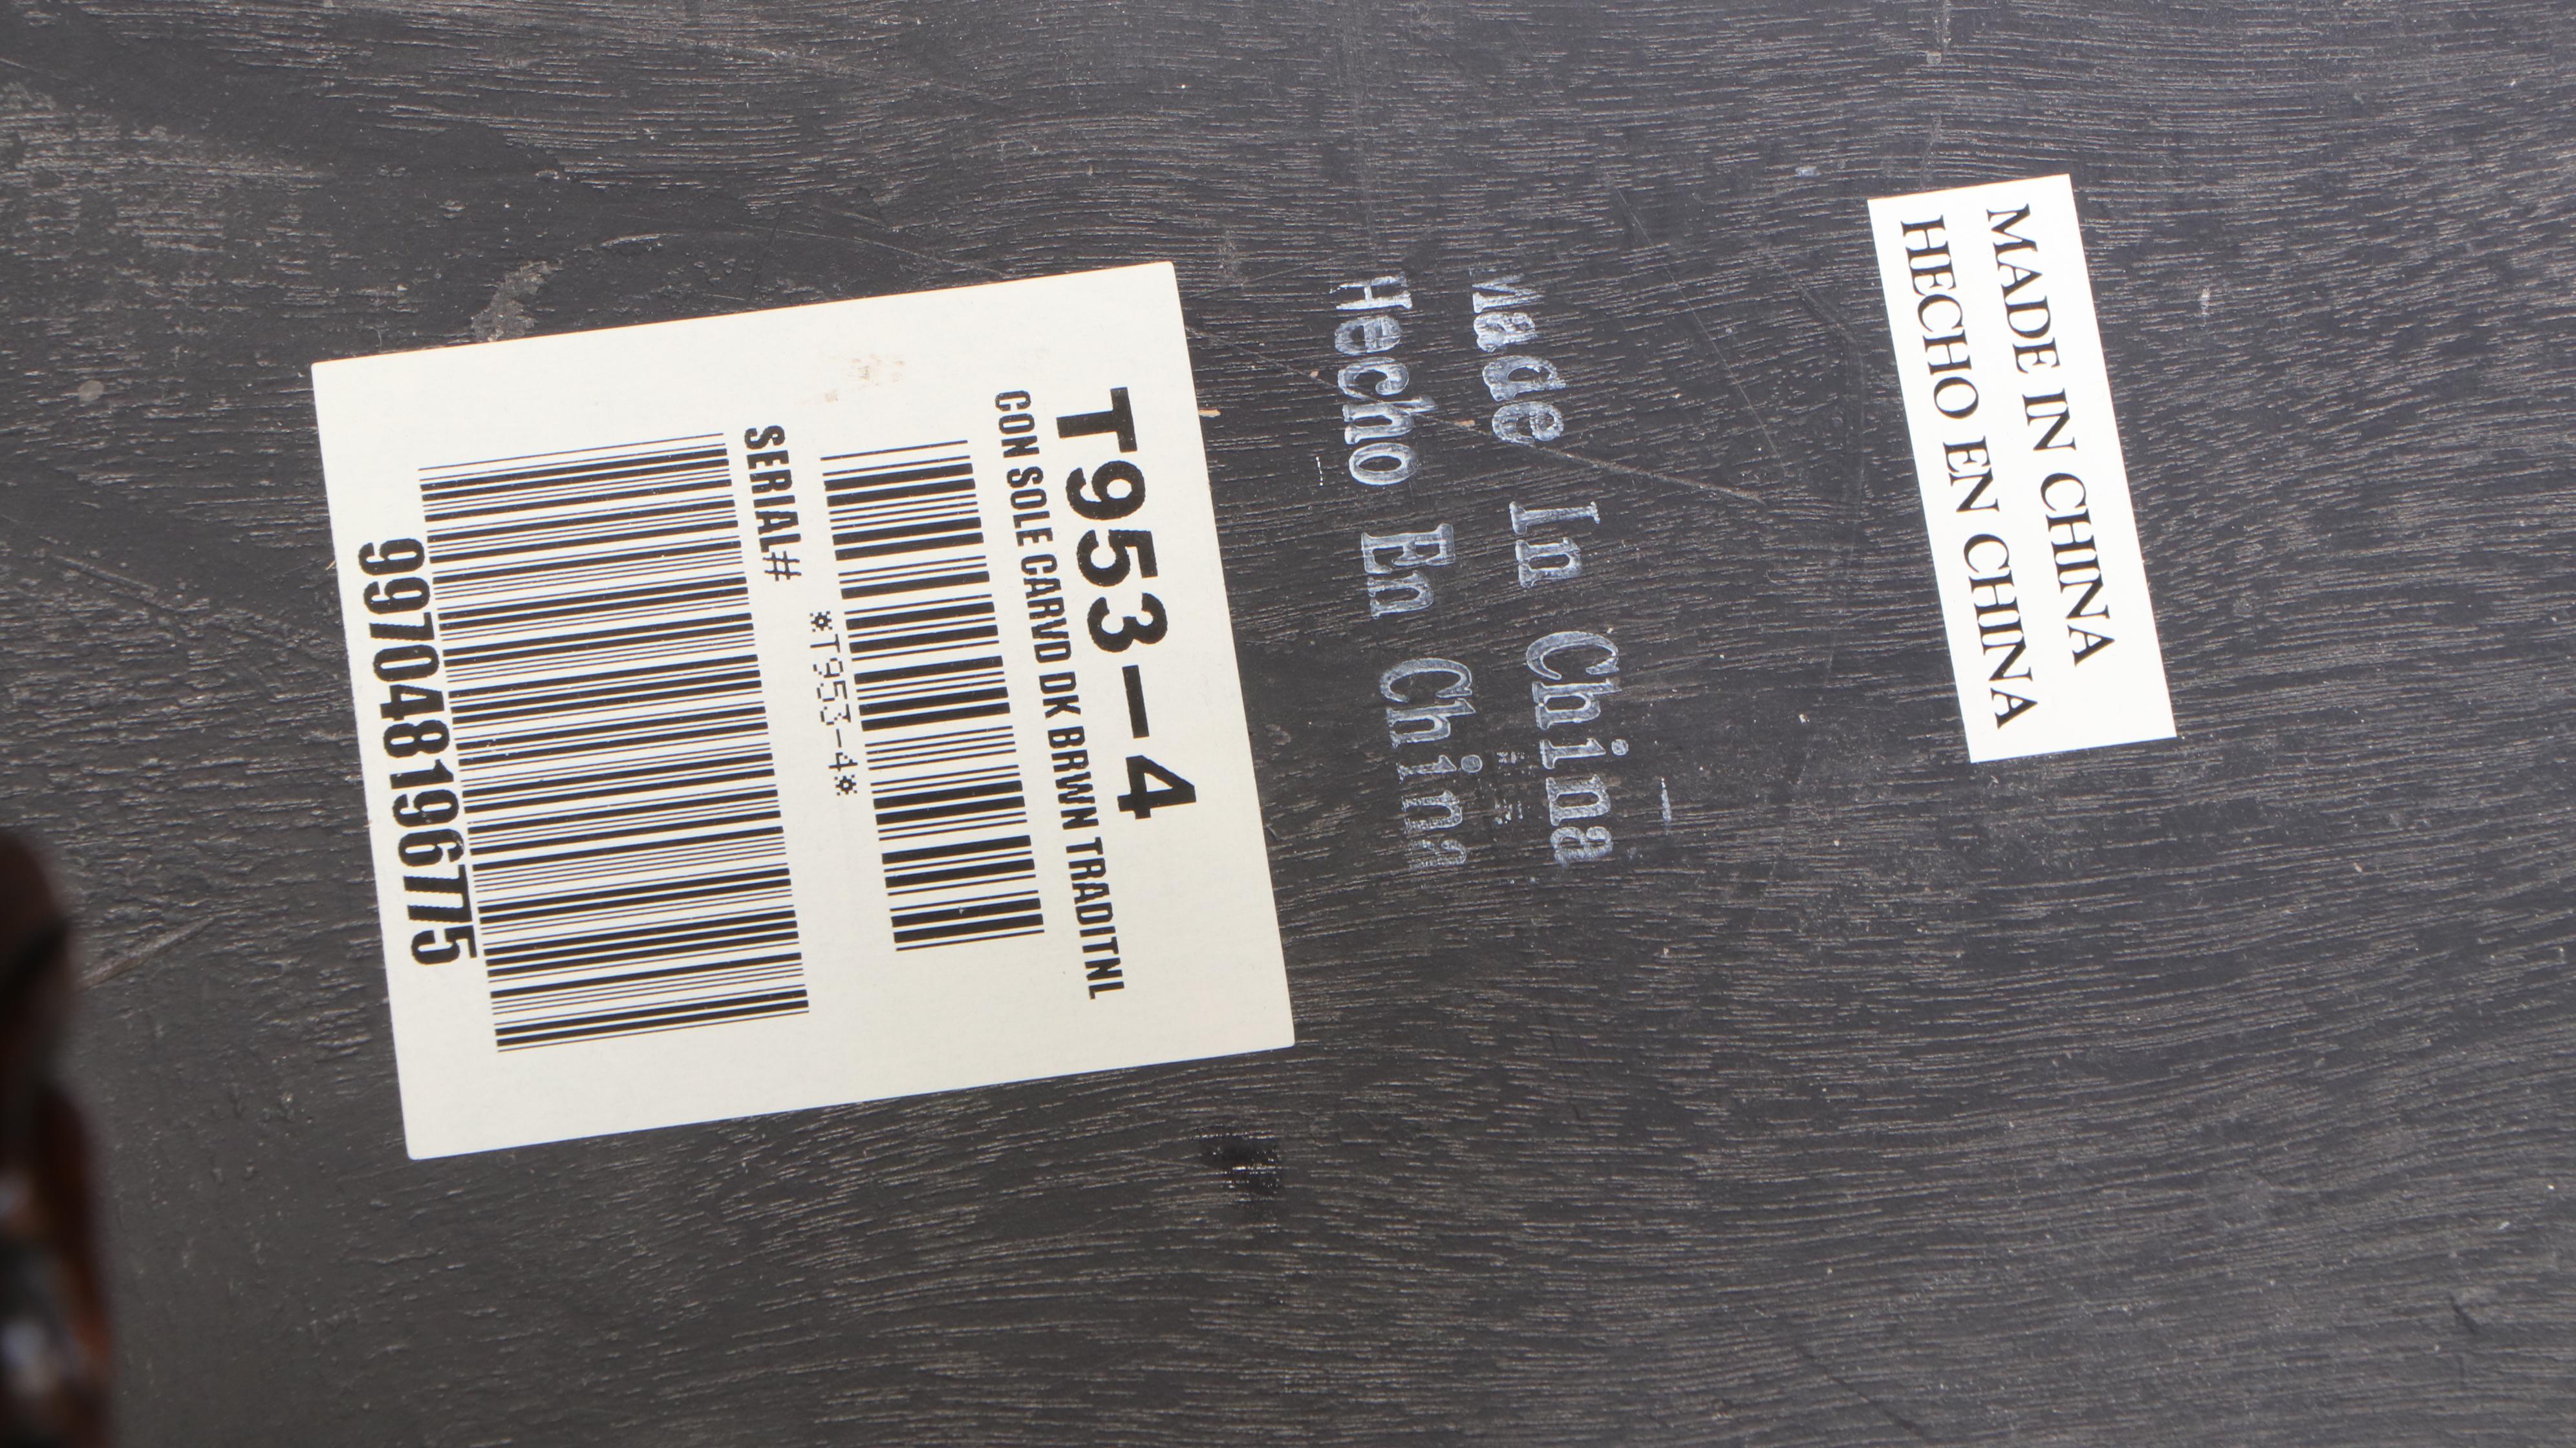 T953-4
CON SOLE CARVD DK BRWN TRADITNL
*T953-4*
SERIAL#
997048196775
Made In China
Hecho En China
MADE IN CHINA
HECHO EN CHINA